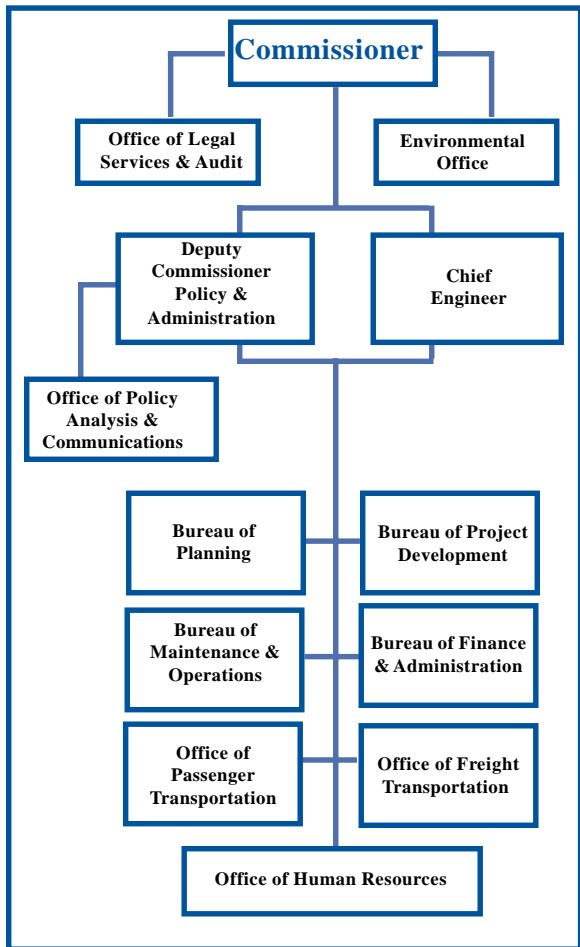 Commissioner
Office of Legal
Services & Audit
Environmental
Office
Deputy
Commissioner
Policy &
Administration
Chief
Engineer
Office of Policy
Analysis &
Communications
Bureau of
Planning
Bureau of Project
Development
Bureau of
Maintenance &
Operations
Bureau of Finance
& Administration
Office of
Passenger
Transportation
Office of Freight
Transportation
Office of Human Resources